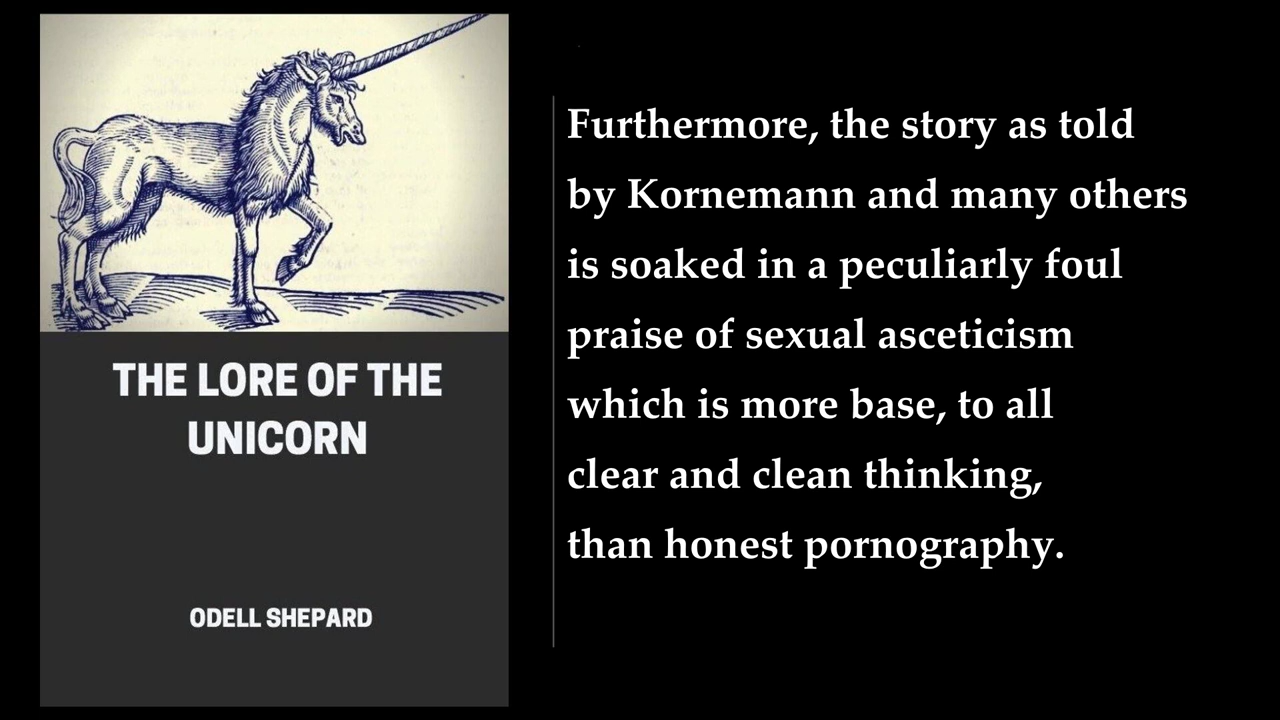 THE LORE OF THE
UNICORN
ODELL SHEPARD
Furthermore, the story as told
by Kornemann and many others
is soaked in a peculiarly foul
praise of sexual asceticism
which is more base, to all
clear and clean thinking,
than honest pornography.